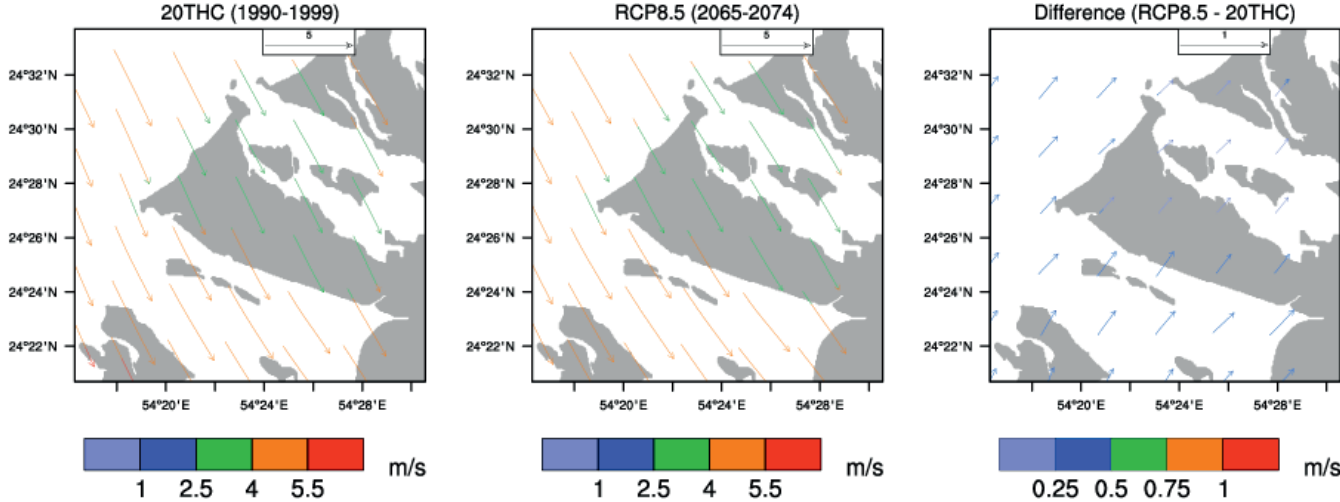 20THC (1990-1999)
5
24°32'N
24°30'N
24°28'N
24°26'N
24°24'N
24°22'N
54°20'E 54°24'E 54°28'E
1 2.5 4 5.5 m/s
RCP8.5 (2065-2074)
5
24°32'N
24°30'N
24°28'N
24°26'N
24°24'N
24°22'N
54°20'E 54°24'E 54°28'E
1 2.5 4 5.5 m/s
Difference (RCP8.5 - 20THC)
1
24°32'N
24°30'N
24°28'N
24°26'N
24°24'N
24°22'N
54°20'E 54°24'E 54°28'E
0.25 0.5 0.75 1 m/s